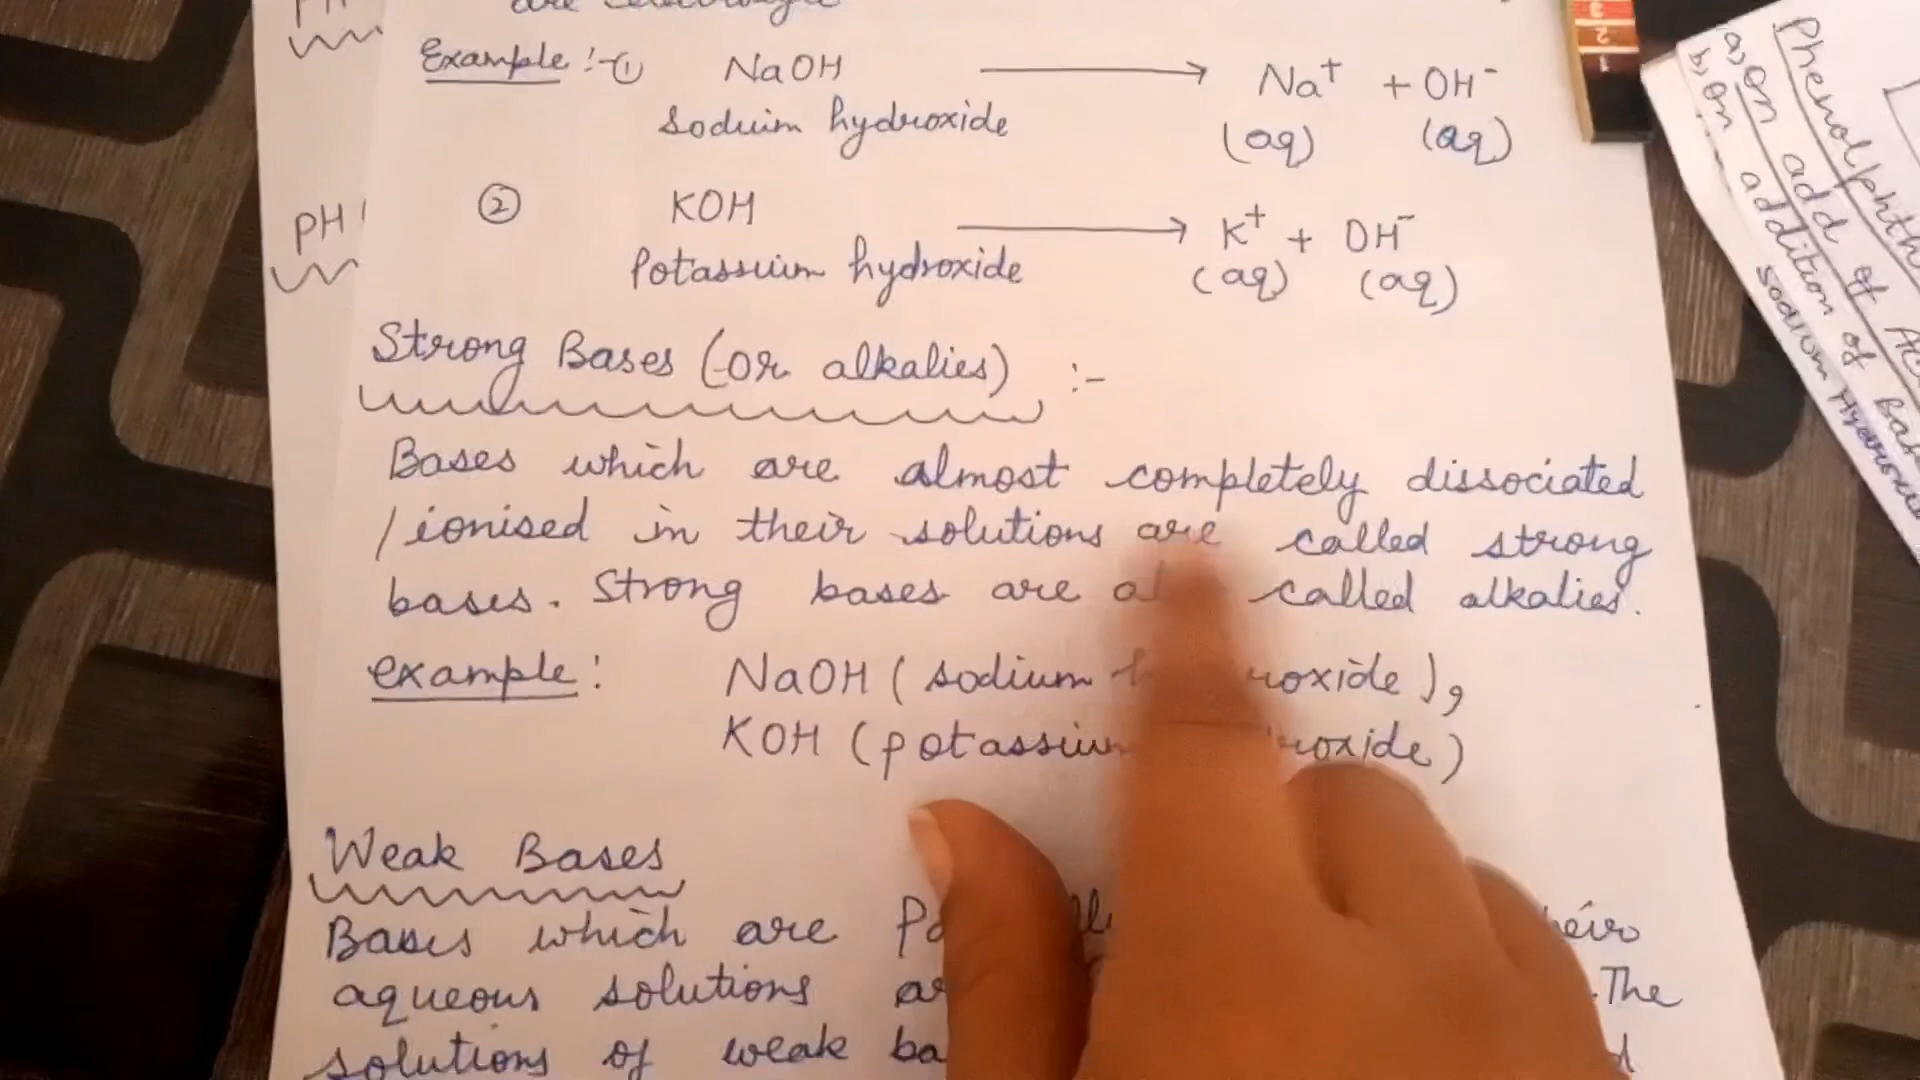 Example :- ① NaOH → Na⁺ + OH⁻
Sodium hydroxide (aq) (aq)
② KOH → K⁺ + OH⁻
Potassium hydroxide (aq) (aq)
PH
Strong Bases (or alkalies) :-
Bases which are almost completely dissociated
/ionised in their solutions are called strong
bases. Strong bases are called alkalies.
example: NaOH (sodium
KOH (
Weak Bases
Bases which are
aqueous solutions The
solutions of weak
Phenolphth
a) On add of
b) On addition of
sodium Hydroxide